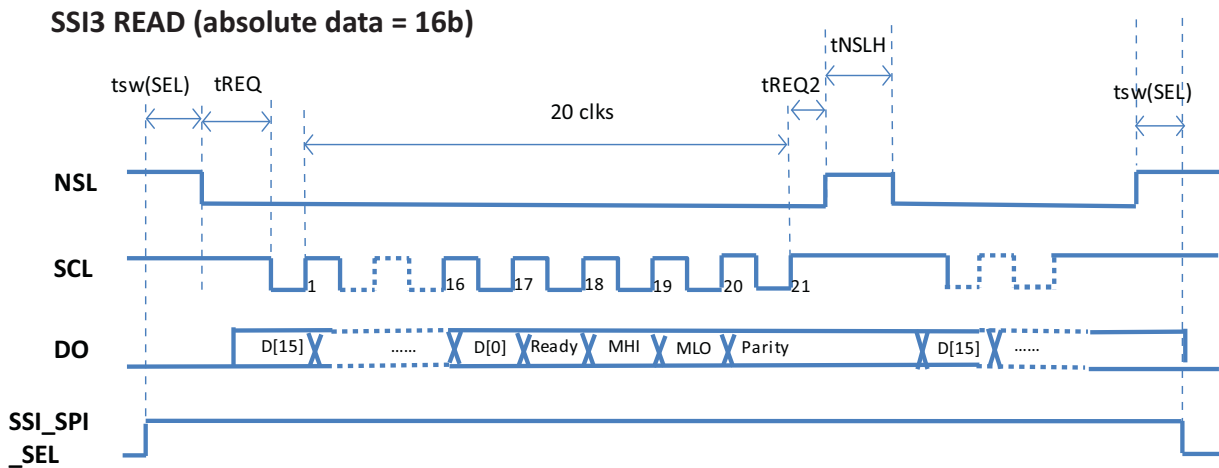 SSI3 READ (absolute data = 16b)
tNSLH
tsw(SEL) tREQ tREQ2 tsw(SEL)
20 clks
NSL
SCL
1 16 17 18 19 20 21
DO
D[15] ...... D[0] Ready MHI MLO Parity D[15] ......
SSI_SPI
_SEL